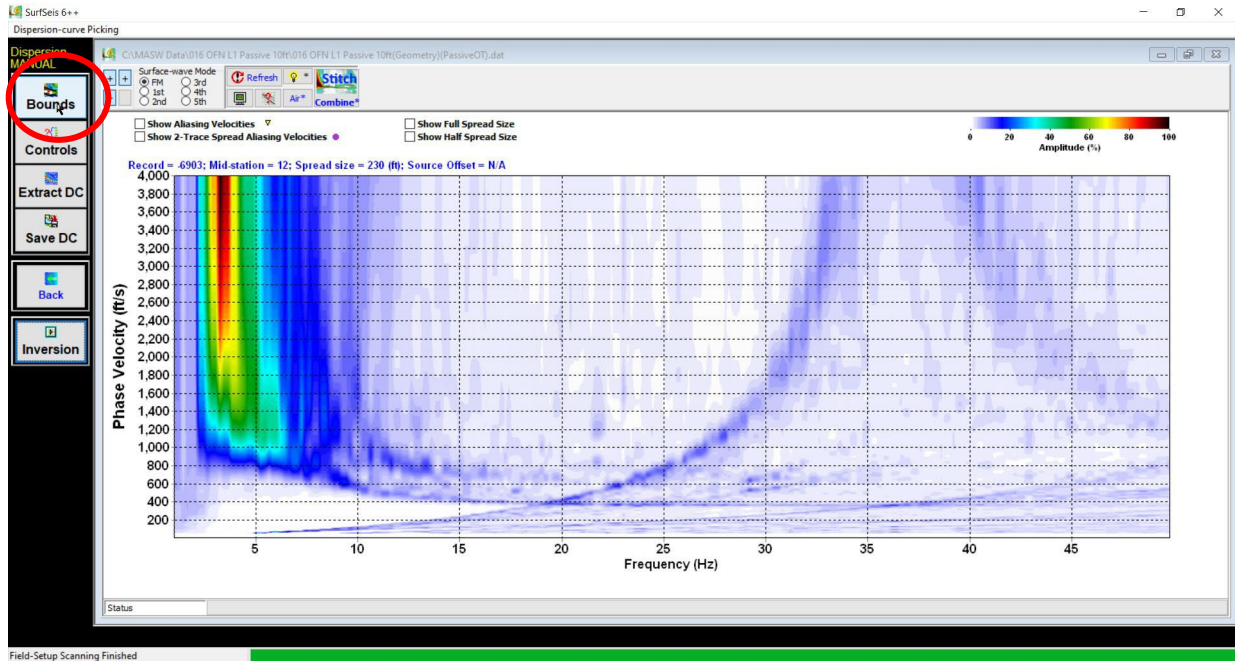 SurfSeis 6++
Dispersion-curve Picking
Dispersion
MANUAL
Bounds
Controls
Extract DC
Save DC
Back
Inversion
C:\MASW Data\016 OFN L1 Passive 10ft\016 OFN L1 Passive 10ft(Geometry)(PassiveOT).dat
Surface-wave Mode
FM 3rd
1st 4th
2nd 5th
Refresh
*
Air*
Stitch
Combine*
Show Aliasing Velocities
Show 2-Trace Spread Aliasing Velocities
Show Full Spread Size
Show Half Spread Size
0 20 40 60 80 100
Amplitude (%)
Record = -6903; Mid-station = 12; Spread size = 230 (ft); Source Offset = N/A
Phase Velocity (ft/s)
4,000
3,800
3,600
3,400
3,200
3,000
2,800
2,600
2,400
2,200
2,000
1,800
1,600
1,400
1,200
1,000
800
600
400
200
5 10 15 20 25 30 35 40 45
Frequency (Hz)
Status
Field-Setup Scanning Finished